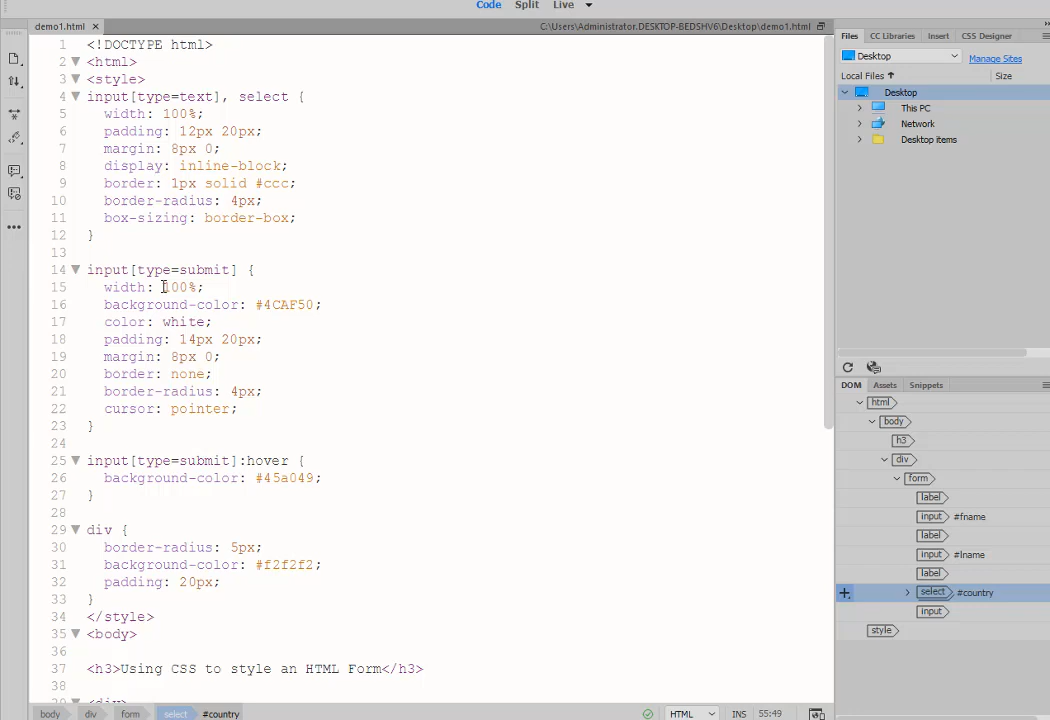 Code Split Live
demo1.html ×
C:\Users\Administrator.DESKTOP-BEDSHV6\Desktop\demo1.html
1 <!DOCTYPE html>
2 <html>
3 <style>
4 input[type=text], select {
5 width: 100%;
6 padding: 12px 20px;
7 margin: 8px 0;
8 display: inline-block;
9 border: 1px solid #ccc;
10 border-radius: 4px;
11 box-sizing: border-box;
12 }
13
14 input[type=submit] {
15 width: 100%;
16 background-color: #4CAF50;
17 color: white;
18 padding: 14px 20px;
19 margin: 8px 0;
20 border: none;
21 border-radius: 4px;
22 cursor: pointer;
23 }
24
25 input[type=submit]:hover {
26 background-color: #45a049;
27 }
28
29 div {
30 border-radius: 5px;
31 background-color: #f2f2f2;
32 padding: 20px;
33 }
34 </style>
35 <body>
36
37 <h3>Using CSS to style an HTML Form</h3>
38
39 <div>
body div form select #country
HTML INS 55:49
Files CC Libraries Insert CSS Designer
Desktop Manage Sites
Local Files Size
Desktop
This PC
Network
Desktop items
DOM Assets Snippets
html
body
h3
div
form
label
input #fname
label
input #lname
label
select #country
input
style